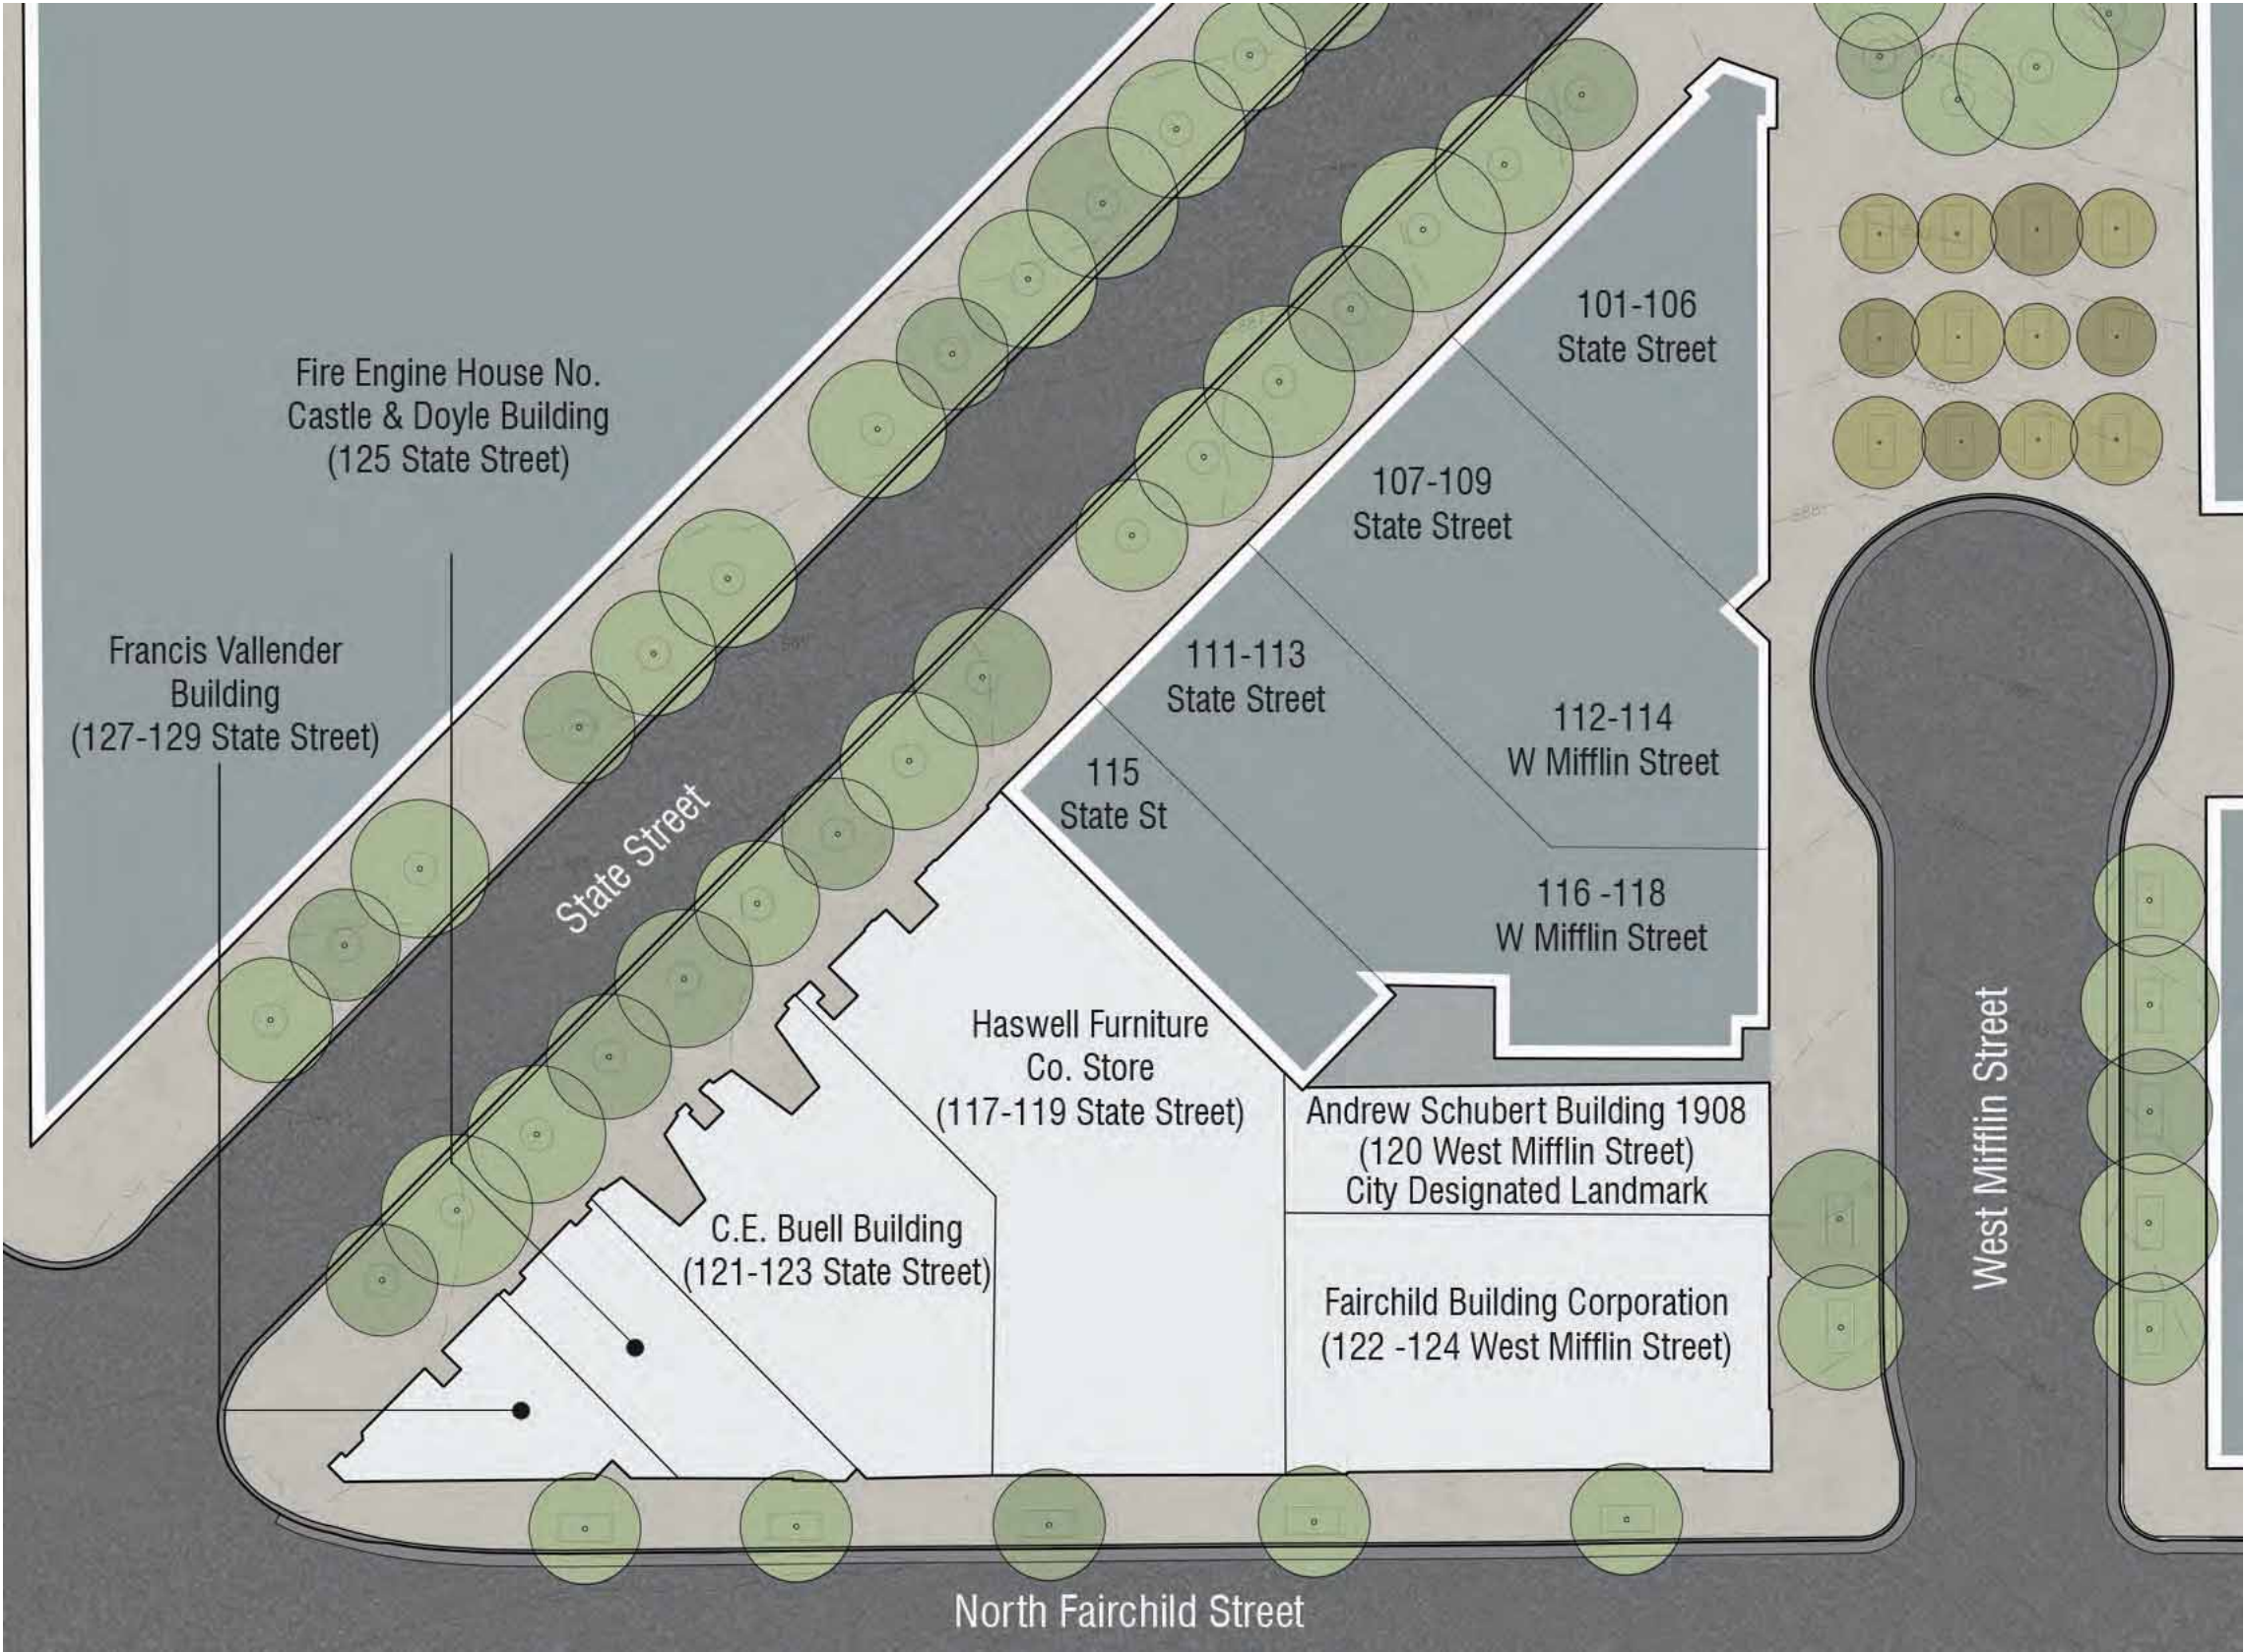 101-106
State Street
Fire Engine House No.
Castle & Doyle Building
(125 State Street)
107-109
State Street
Francis Vallender
Building
(127-129 State Street)
111-113
State Street
112-114
W Mifflin Street
115
State St
State Street
116 -118
W Mifflin Street
Haswell Furniture
Co. Store
(117-119 State Street)
Andrew Schubert Building 1908
(120 West Mifflin Street)
City Designated Landmark
West Mifflin Street
C.E. Buell Building
(121-123 State Street)
Fairchild Building Corporation
(122 -124 West Mifflin Street)
North Fairchild Street